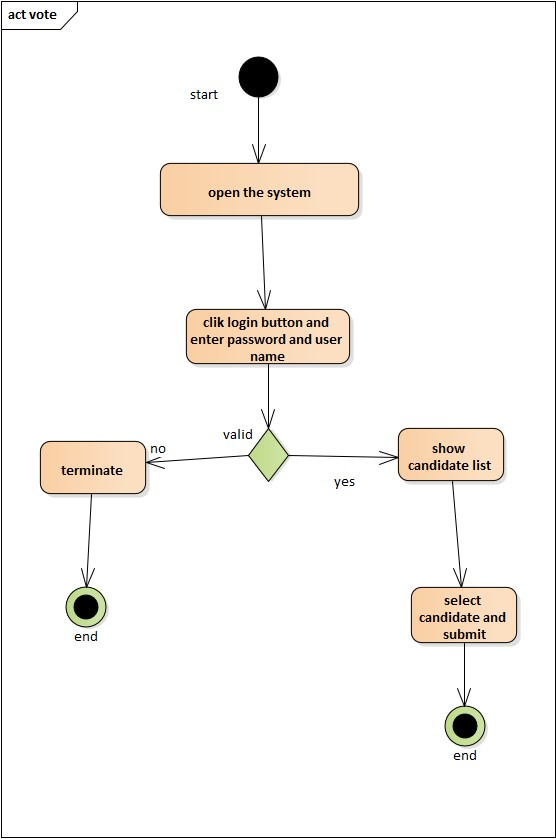 act vote
start
open the system
clik login button and
enter password and user
name
valid
no
yes
terminate
show
candidate list
end
select
candidate and
submit
end